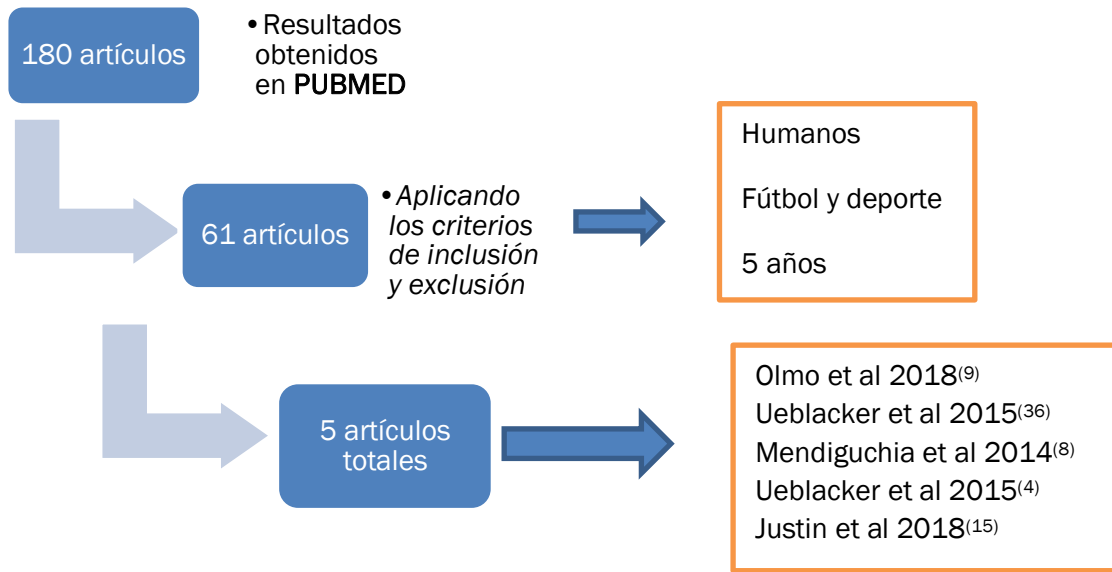 180 artículos
•Resultados
obtenidos
en PUBMED
61 artículos
•Aplicando
los criterios
de inclusión
y exclusión
Humanos
Fútbol y deporte
5 años
5 artículos
totales
Olmo et al 2018(9)
Ueblacker et al 2015(36)
Mendiguchia et al 2014(8)
Ueblacker et al 2015(4)
Justin et al 2018(15)